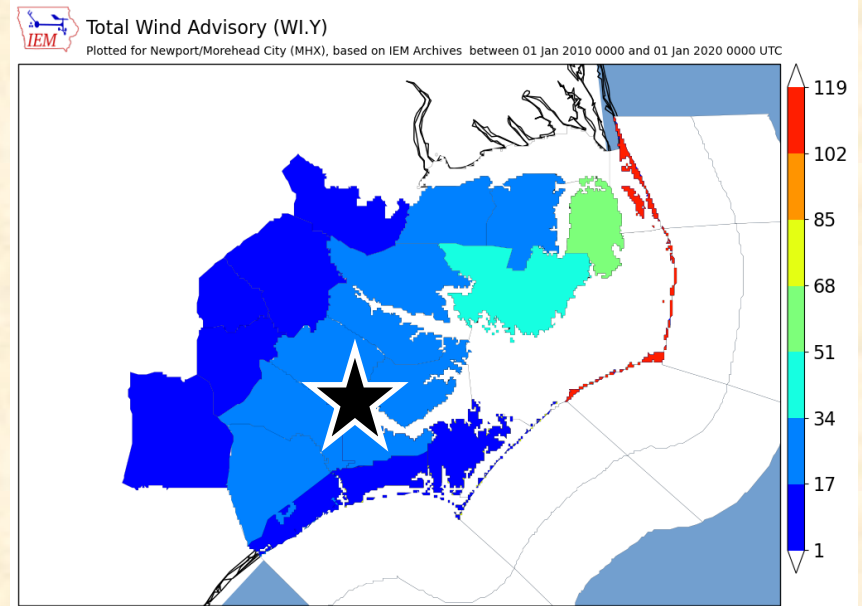 IEM
Total Wind Advisory (WI.Y)
Plotted for Newport/Morehead City (MHX), based on IEM Archives between 01 Jan 2010 0000 and 01 Jan 2020 0000 UTC
119
102
85
68
51
34
17
1